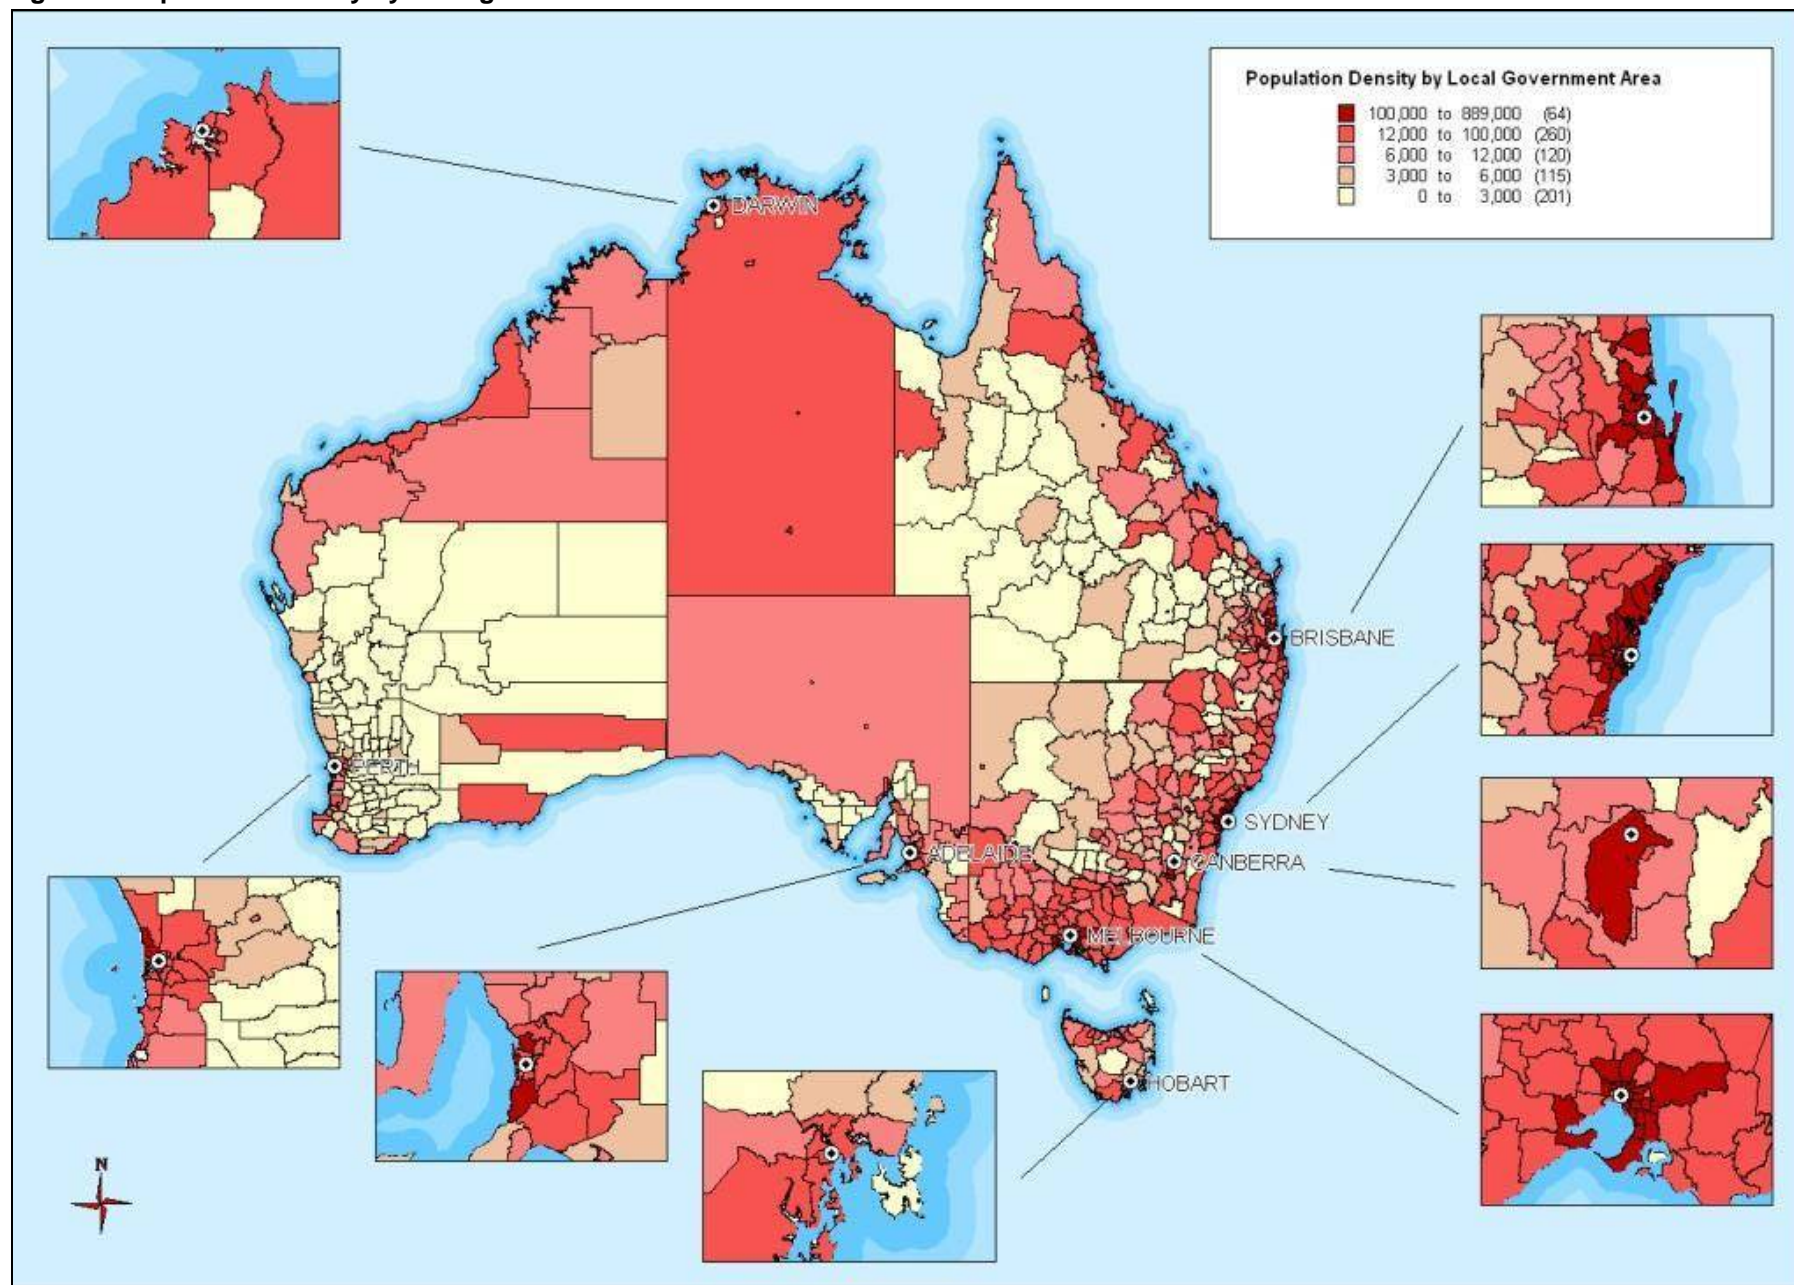 Population Density by Local Government Area
100,000 to 889,000 (64)
12,000 to 100,000 (260)
6,000 to 12,000 (120)
3,000 to 6,000 (115)
0 to 3,000 (201)
DARWIN
BRISBANE
PERTH
SYDNEY
ADELAIDE
CANBERRA
MELBOURNE
HOBART
N